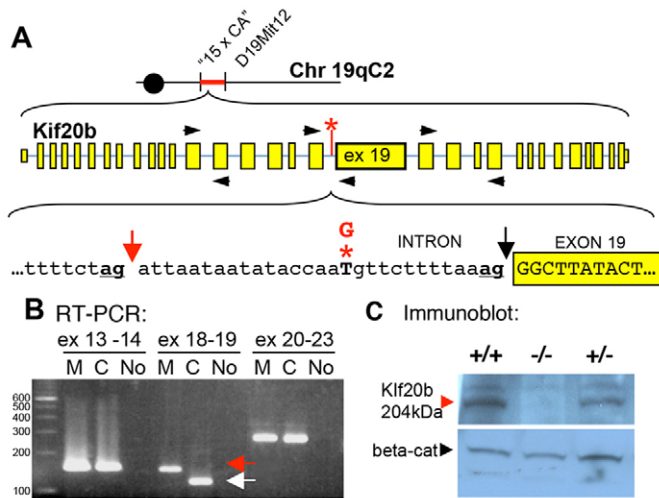 A
"15 x CA"
D19Mit12
Chr 19qC2
Kif20b
*
ex 19
G
*
INTRON
EXON 19
...ttttctag attaataatataccaaTgttcttttaaag GGCTTATACT...
B RT-PCR:
ex 13 -14 ex 18-19 ex 20-23
M C No M C No M C No
600
500
400
300
200
100
C Immunoblot:
+/+ -/- +/-
KIf20b
204kDa
beta-cat